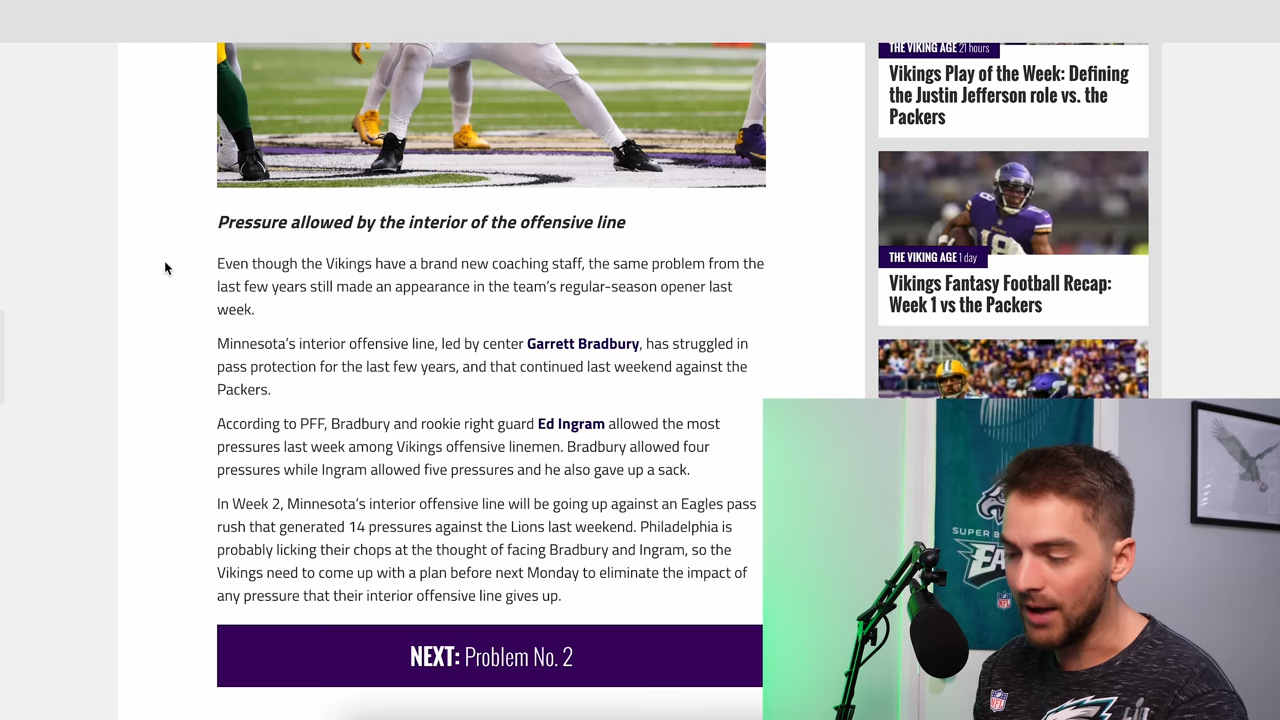 Pressure allowed by the interior of the offensive line
Even though the Vikings have a brand new coaching staff, the same problem from the
last few years still made an appearance in the team’s regular-season opener last
week.
Minnesota’s interior offensive line, led by center Garrett Bradbury, has struggled in
pass protection for the last few years, and that continued last weekend against the
Packers.
According to PFF, Bradbury and rookie right guard Ed Ingram allowed the most
pressures last week among Vikings offensive linemen. Bradbury allowed four
pressures while Ingram allowed five pressures and he also gave up a sack.
In Week 2, Minnesota’s interior offensive line will be going up against an Eagles pass
rush that generated 14 pressures against the Lions last weekend. Philadelphia is
probably licking their chops at the thought of facing Bradbury and Ingram, so the
Vikings need to come up with a plan before next Monday to eliminate the impact of
any pressure that their interior offensive line gives up.
NEXT: Problem No. 2
THE VIKING AGE 21 hours
Vikings Play of the Week: Defining
the Justin Jefferson role vs. the
Packers
18
THE VIKING AGE 1 day
Vikings Fantasy Football Recap:
Week 1 vs the Packers
SUPER
NFL
NFL
LII